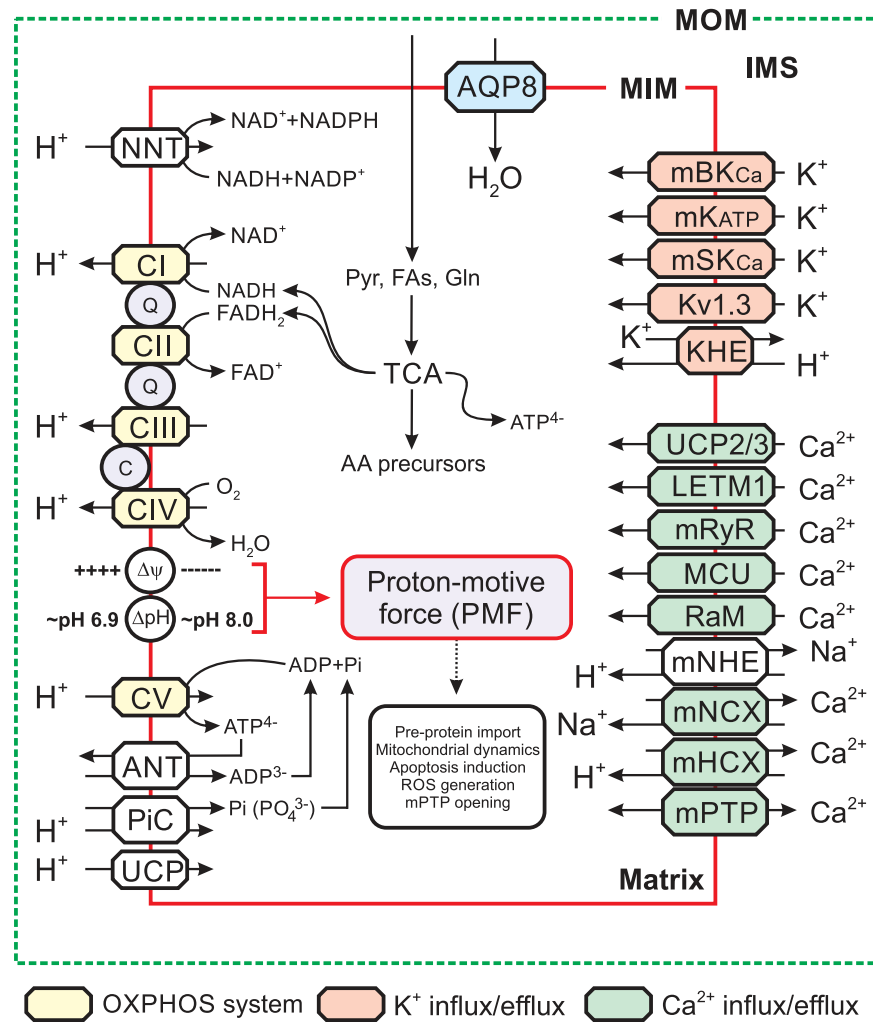 MOM
IMS
AQP8
MIM
H⁺
NNT
NAD⁺+NADPH
NADH+NADP⁺
H₂O
mBKCa
K⁺
mKATP
K⁺
mSKCa
K⁺
Kv1.3
K⁺
K⁺
KHE
H⁺
H⁺
CI
NAD⁺
NADH
Q
FADH₂
CII
FAD⁺
Q
H⁺
CIII
C
H⁺
CIV
O₂
H₂O
Pyr, FAs, Gln
TCA
ATP⁴⁻
AA precursors
UCP2/3
Ca²⁺
LETM1
Ca²⁺
mRyR
Ca²⁺
MCU
Ca²⁺
RaM
Ca²⁺
mNHE
Na⁺
H⁺
mNCX
Ca²⁺
Na⁺
mHCX
Ca²⁺
H⁺
mPTP
Ca²⁺
++++
Δψ
------
~pH 6.9
ΔpH
~pH 8.0
Proton-motive
force (PMF)
Pre-protein import
Mitochondrial dynamics
Apoptosis induction
ROS generation
mPTP opening
H⁺
CV
ADP+Pi
ATP⁴⁻
ANT
ADP³⁻
PiC
Pi (PO₄³⁻)
H⁺
H⁺
UCP
Matrix
OXPHOS system
K⁺ influx/efflux
Ca²⁺ influx/efflux